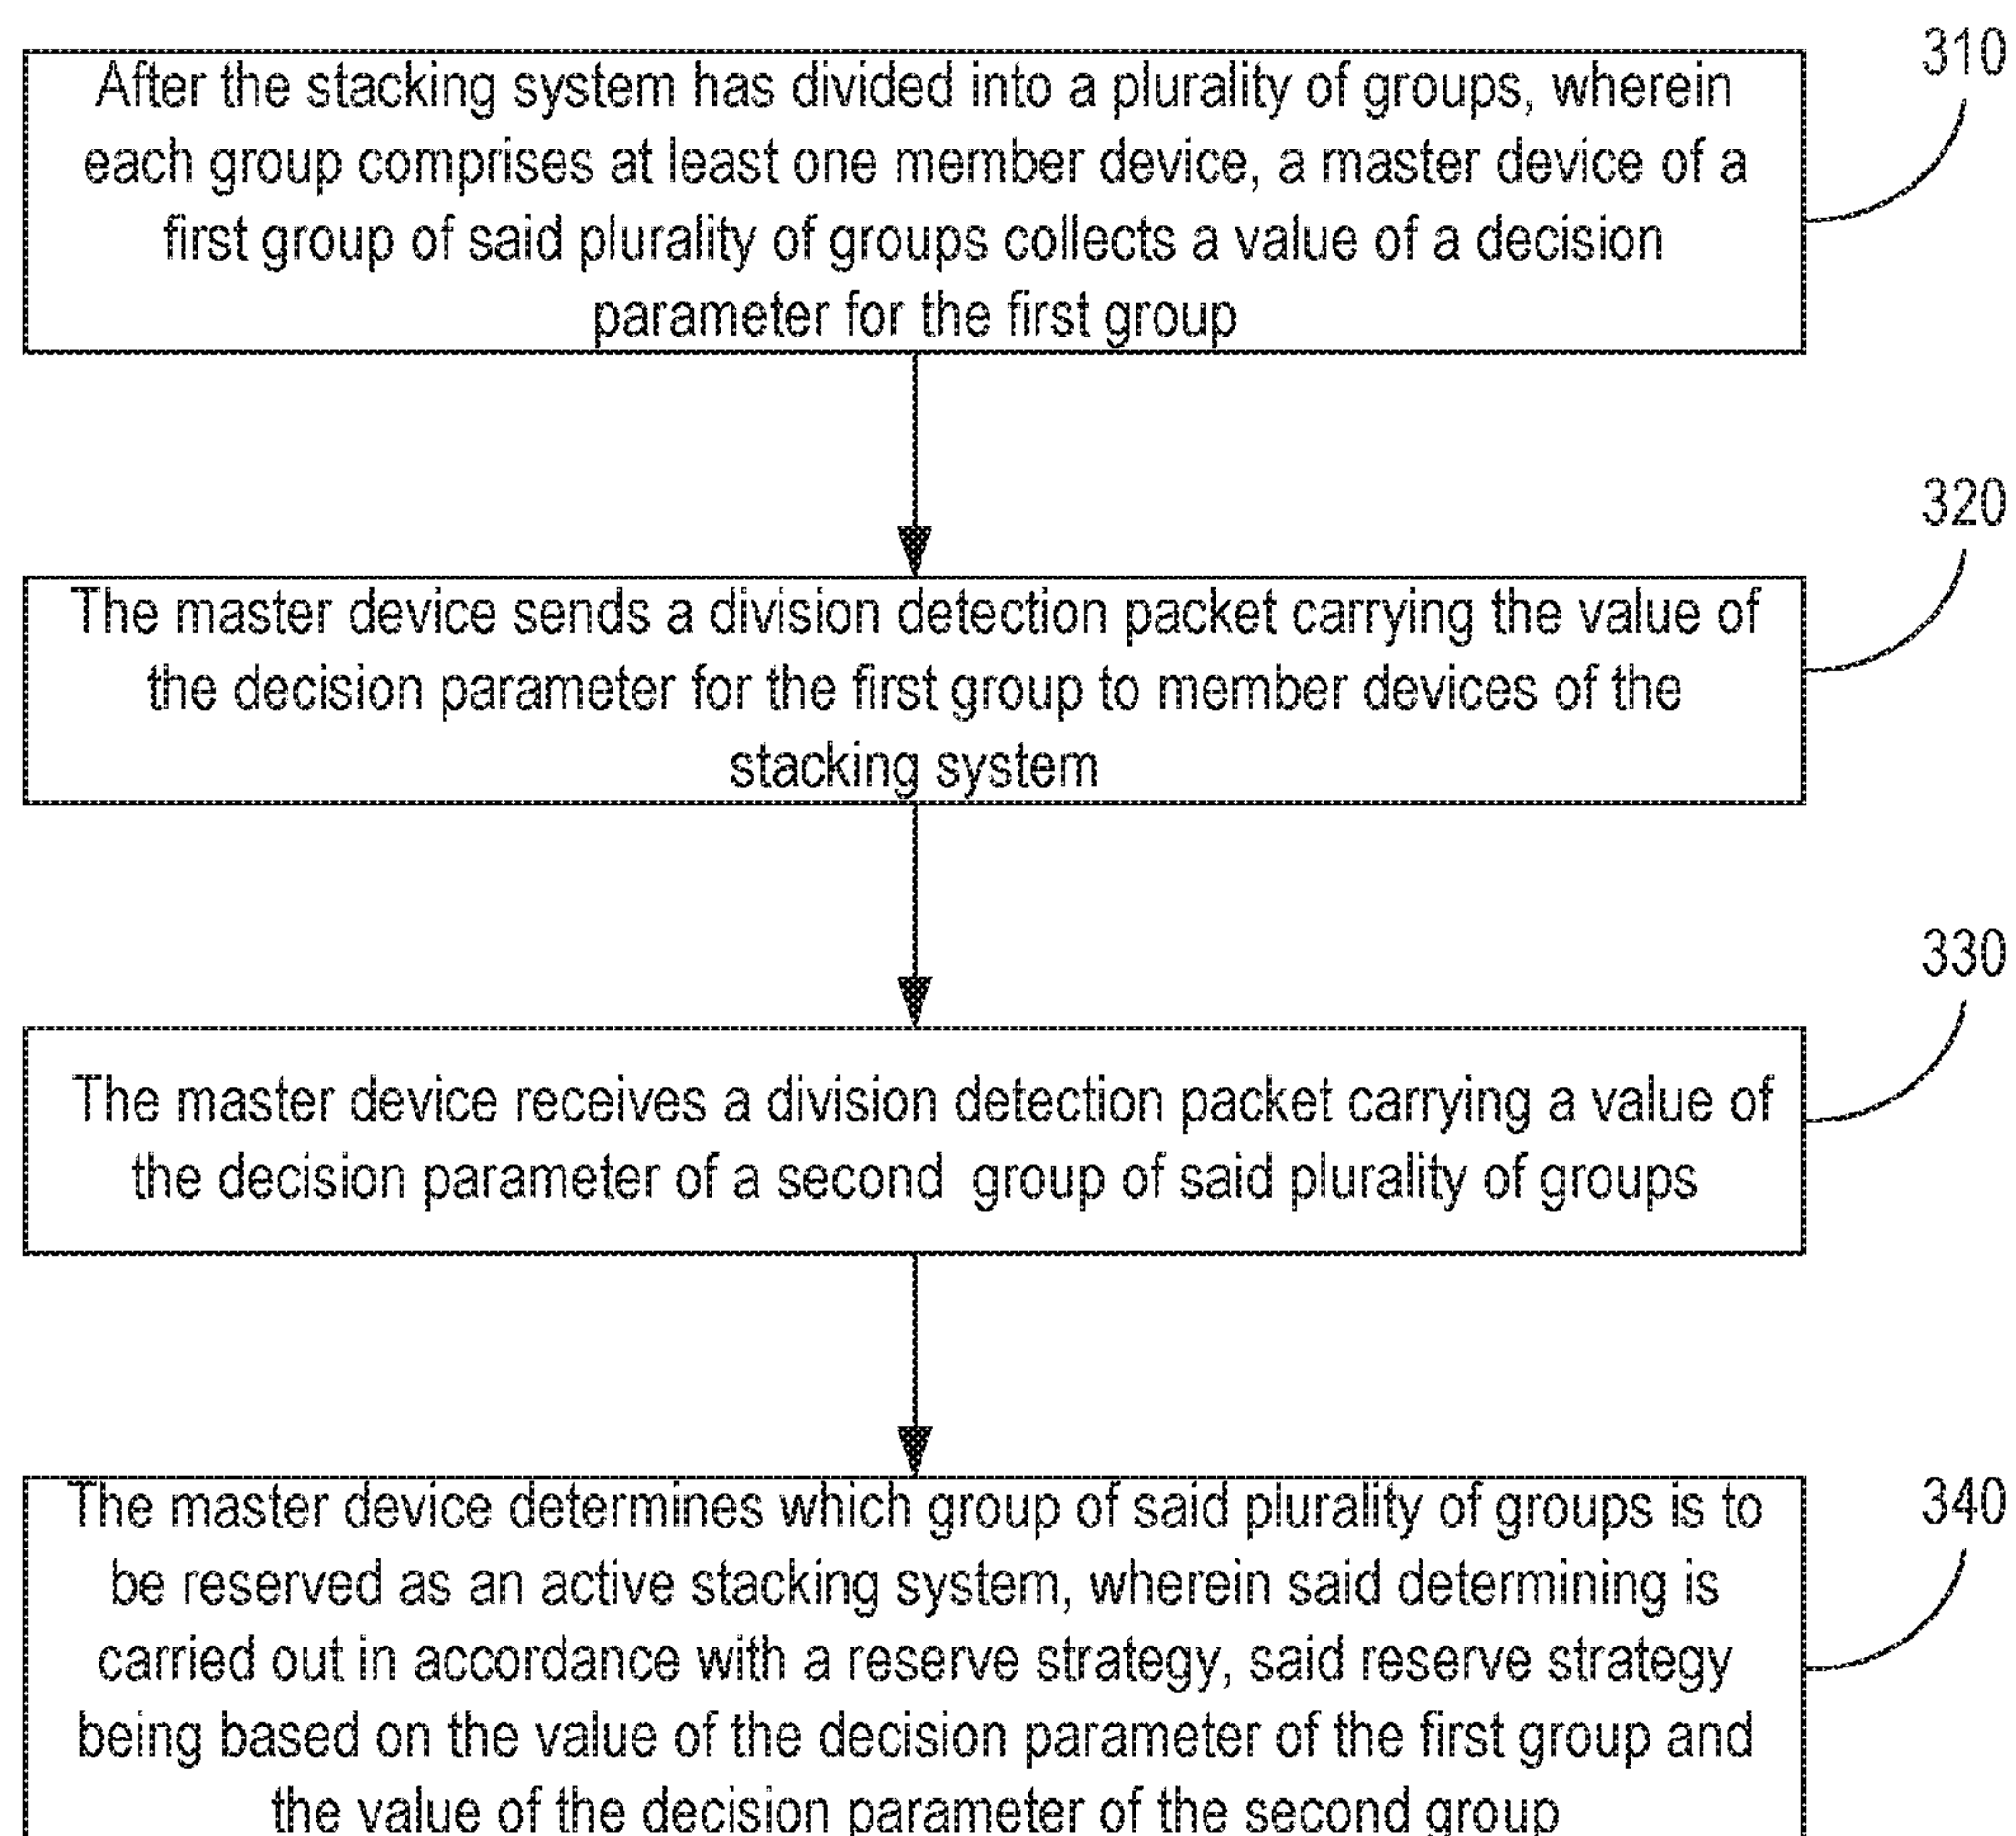 310
After the stacking system has divided into a plurality of groups, wherein
each group comprises at least one member device, a master device of a
first group of said plurality of groups collects a value of a decision
parameter for the first group
320
The master device sends a division detection packet carrying the value of
the decision parameter for the first group to member devices of the
stacking system
330
The master device receives a division detection packet carrying a value of
the decision parameter of a second group of said plurality of groups
340
The master device determines which group of said plurality of groups is to
be reserved as an active stacking system, wherein said determining is
carried out in accordance with a reserve strategy, said reserve strategy
being based on the value of the decision parameter of the first group and
the value of the decision parameter of the second group